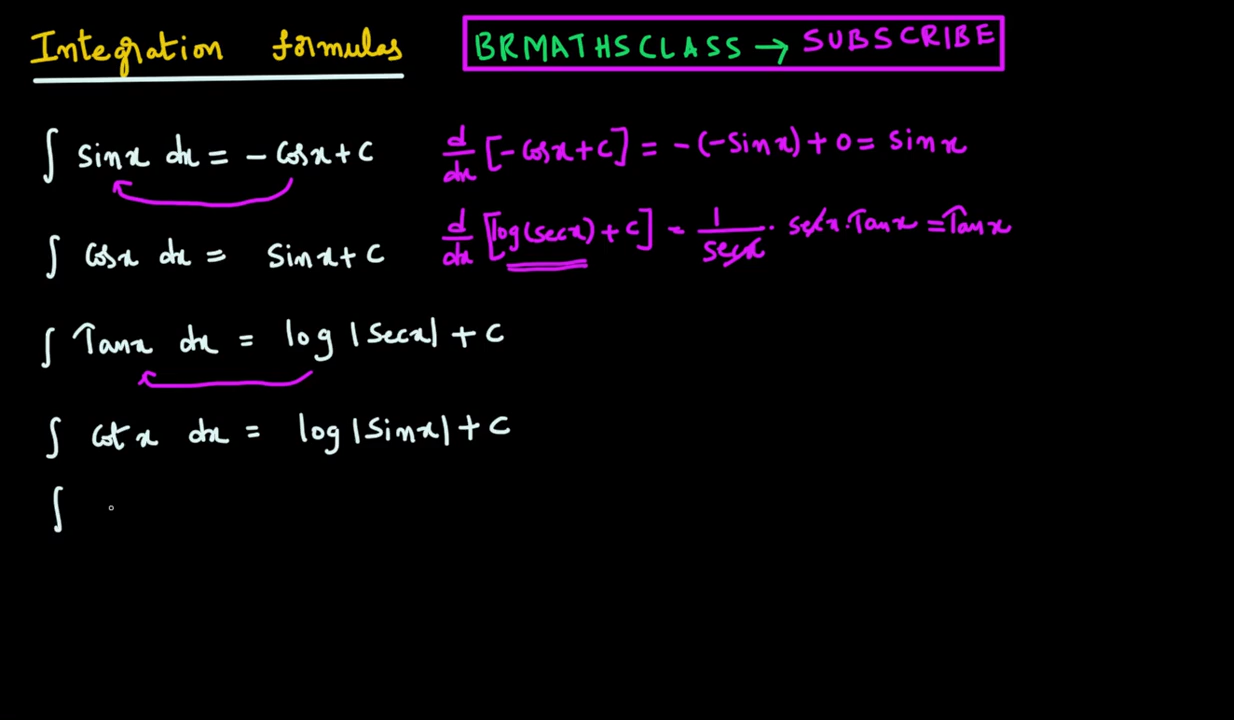 Integration formulas
BRMATHSCLASS → SUBSCRIBE
∫ Sinx dx = - Cosx + C
d/dx [- Cosx + C] = - (- Sinx) + 0 = Sinx
d/dx [log(secx) + C] = 1/secx · secx · Tanx = Tanx
∫ Cosx dx = Sinx + C
∫ Tanx dx = log |Secx| + C
∫ Cot x dx = log |Sinx| + C
∫